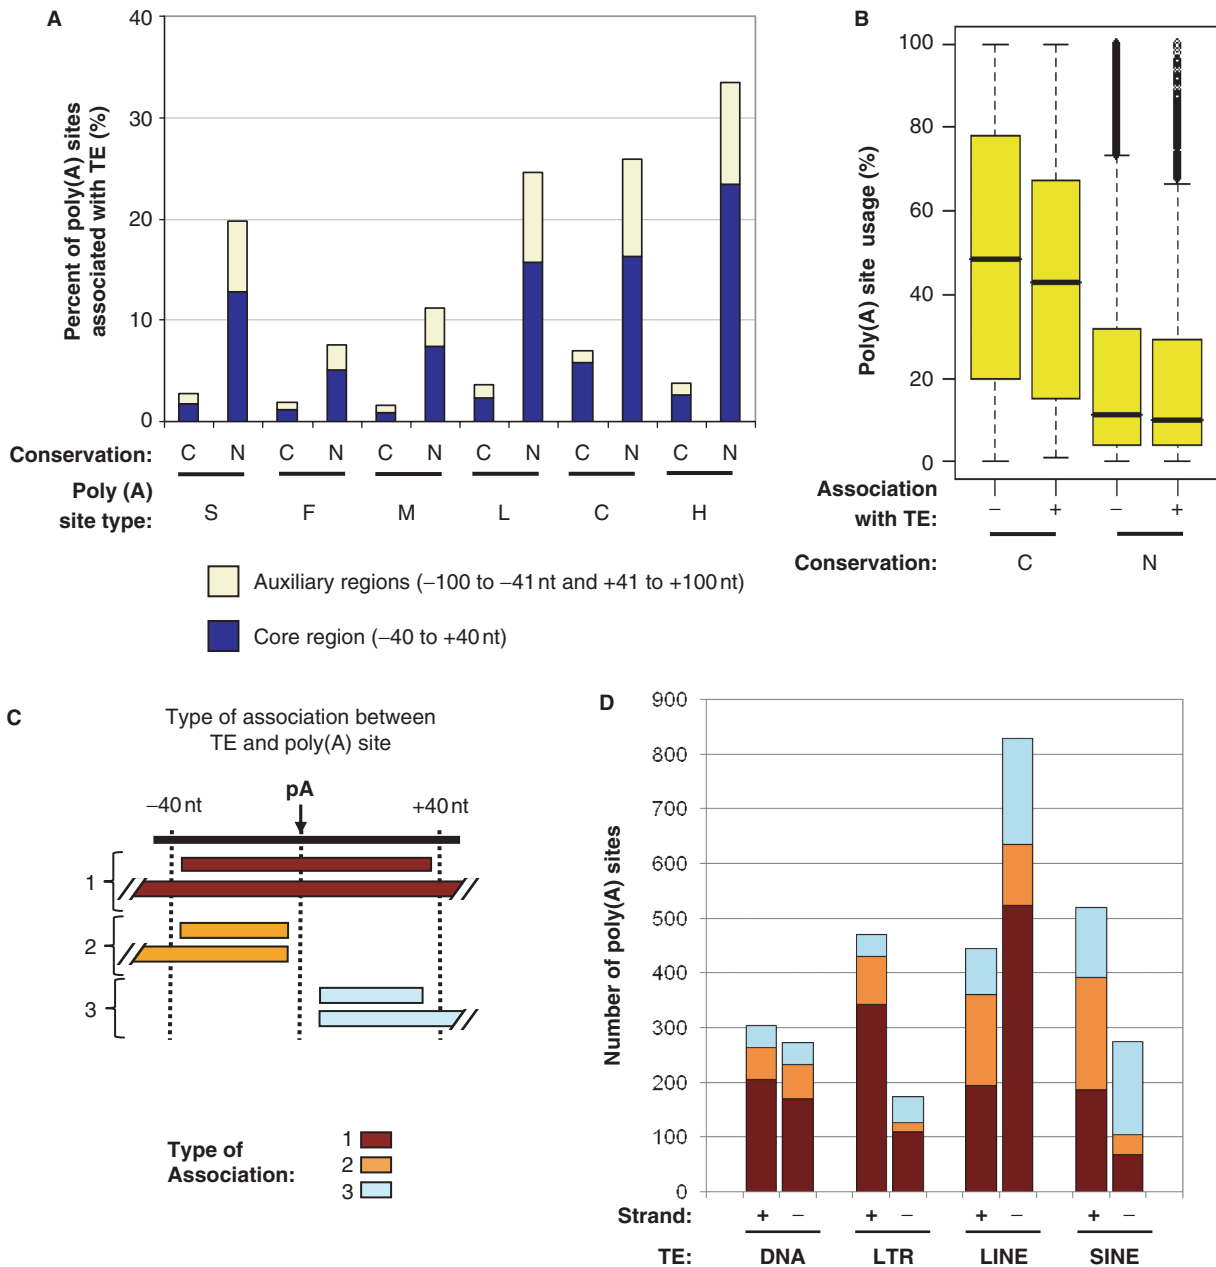 A
Percent of poly(A) sites
associated with TE (%)
40
30
20
10
0
Conservation: C N C N C N C N C N C N
Poly (A)
site type: S F M L C H
Auxiliary regions (−100 to −41 nt and +41 to +100 nt)
Core region (−40 to +40 nt)
B
Poly(A) site usage (%)
100
80
60
40
20
0
Association
with TE: − + − +
Conservation: C N
C
Type of association between
TE and poly(A) site
pA
−40 nt +40 nt
1
2
3
Type of
Association:
1
2
3
D
Number of poly(A) sites
900
800
700
600
500
400
300
200
100
0
Strand: + − + − + − + −
TE: DNA LTR LINE SINE